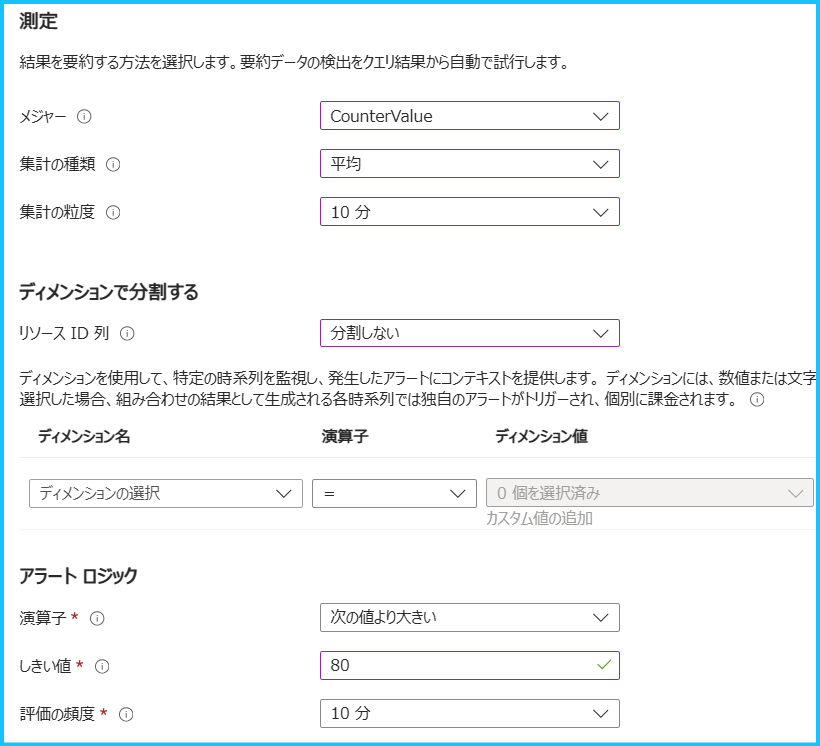 測定
結果を要約する方法を選択します。要約データの検出をクエリ結果から自動で試行します。
メジャー
CounterValue
集計の種類
平均
集計の粒度
10 分
ディメンションで分割する
リソース ID 列
分割しない
ディメンションを使用して、特定の時系列を監視し、発生したアラートにコンテキストを提供します。ディメンションには、数値または文字
選択した場合、組み合わせの結果として生成される各時系列では独自のアラートがトリガーされ、個別に課金されます。
ディメンション名 演算子 ディメンション値
ディメンションの選択 = 0 個を選択済み
カスタム値の追加
アラート ロジック
演算子 *
次の値より大きい
しきい値 *
80
評価の頻度 *
10 分